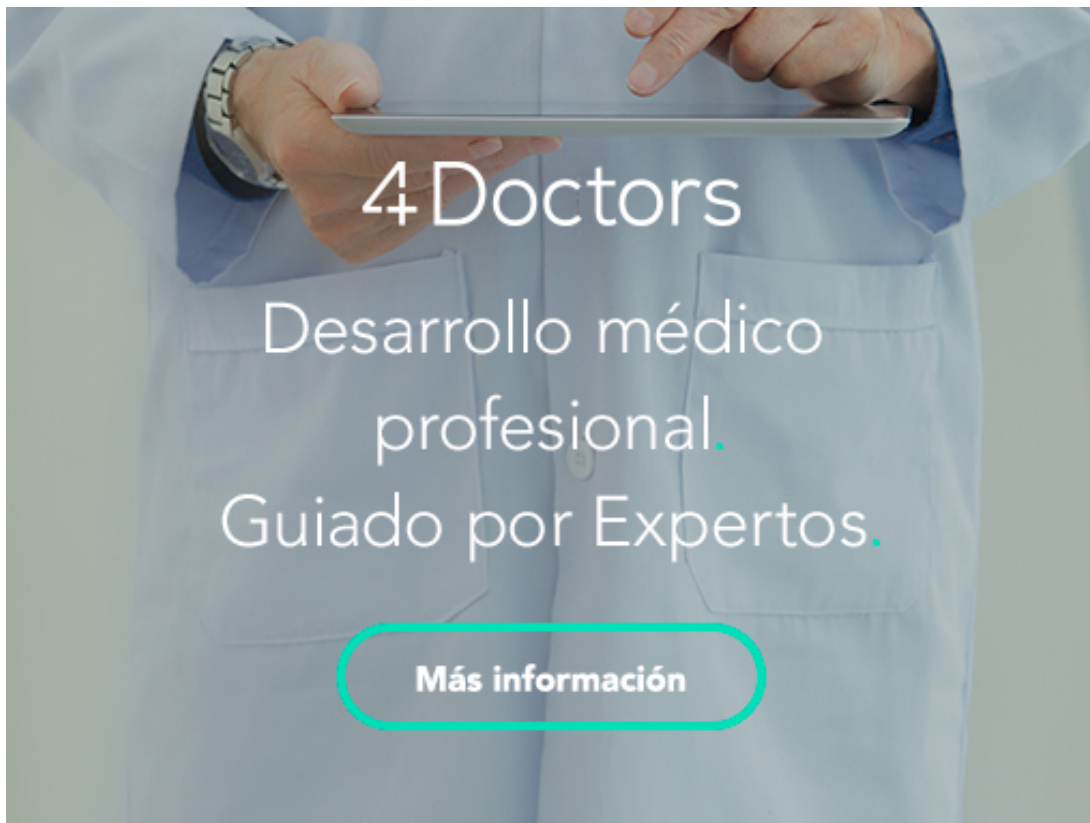 4Doctors
Desarrollo médico
profesional.
Guiado por Expertos.
Más información